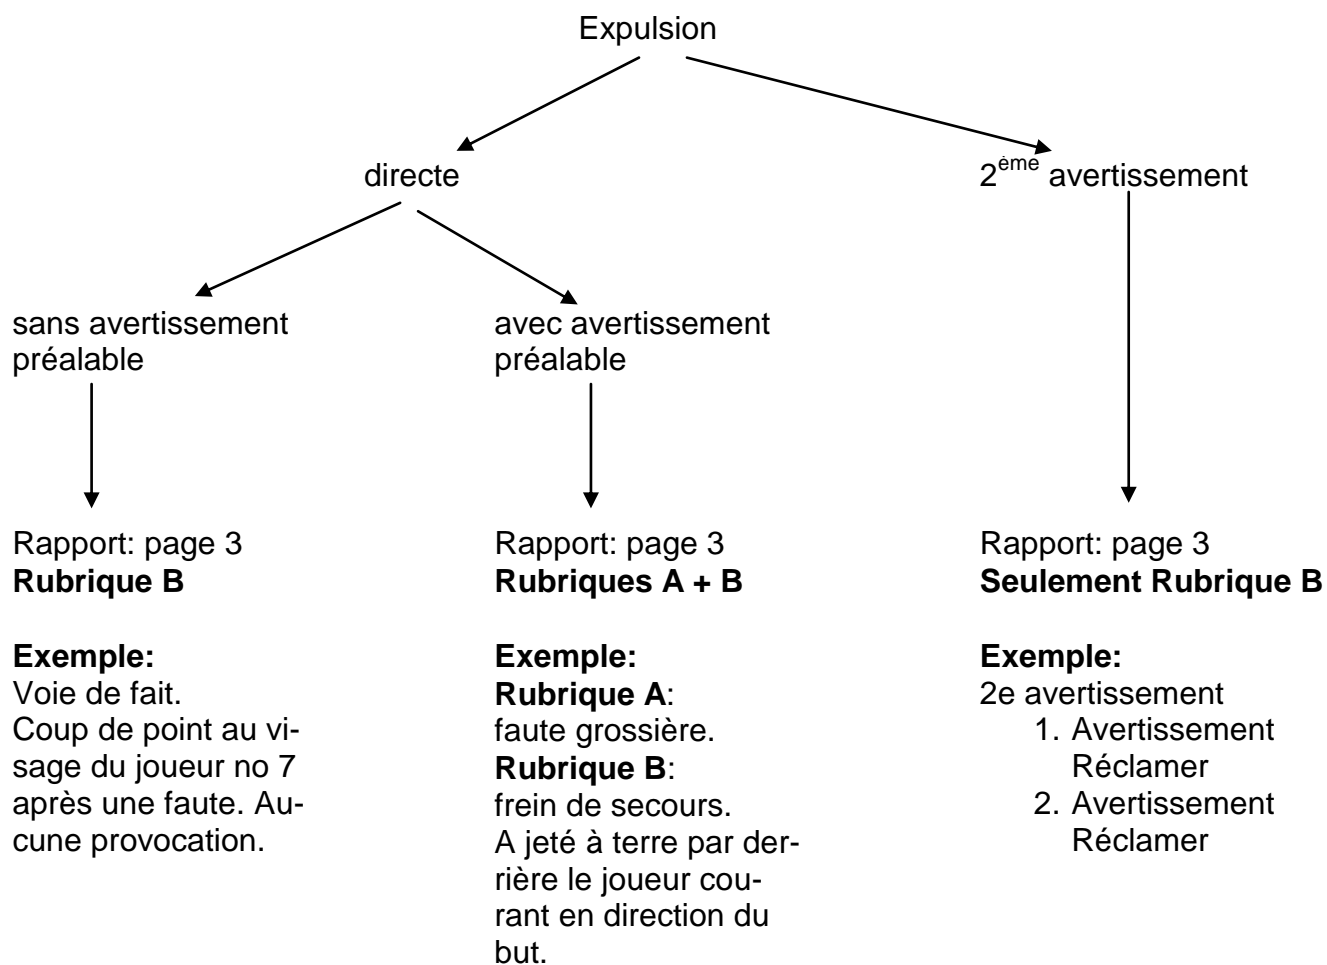 Expulsion
directe
2ème avertissement
sans avertissement
préalable
avec avertissement
préalable
Rapport: page 3
Rubrique B
Exemple:
Voie de fait.
Coup de point au vi-
sage du joueur no 7
après une faute. Au-
cune provocation.
Rapport: page 3
Rubriques A + B
Exemple:
Rubrique A:
faute grossière.
Rubrique B:
frein de secours.
A jeté à terre par der-
rière le joueur cou-
rant en direction du
but.
Rapport: page 3
Seulement Rubrique B
Exemple:
2e avertissement
1. Avertissement
Réclamer
2. Avertissement
Réclamer